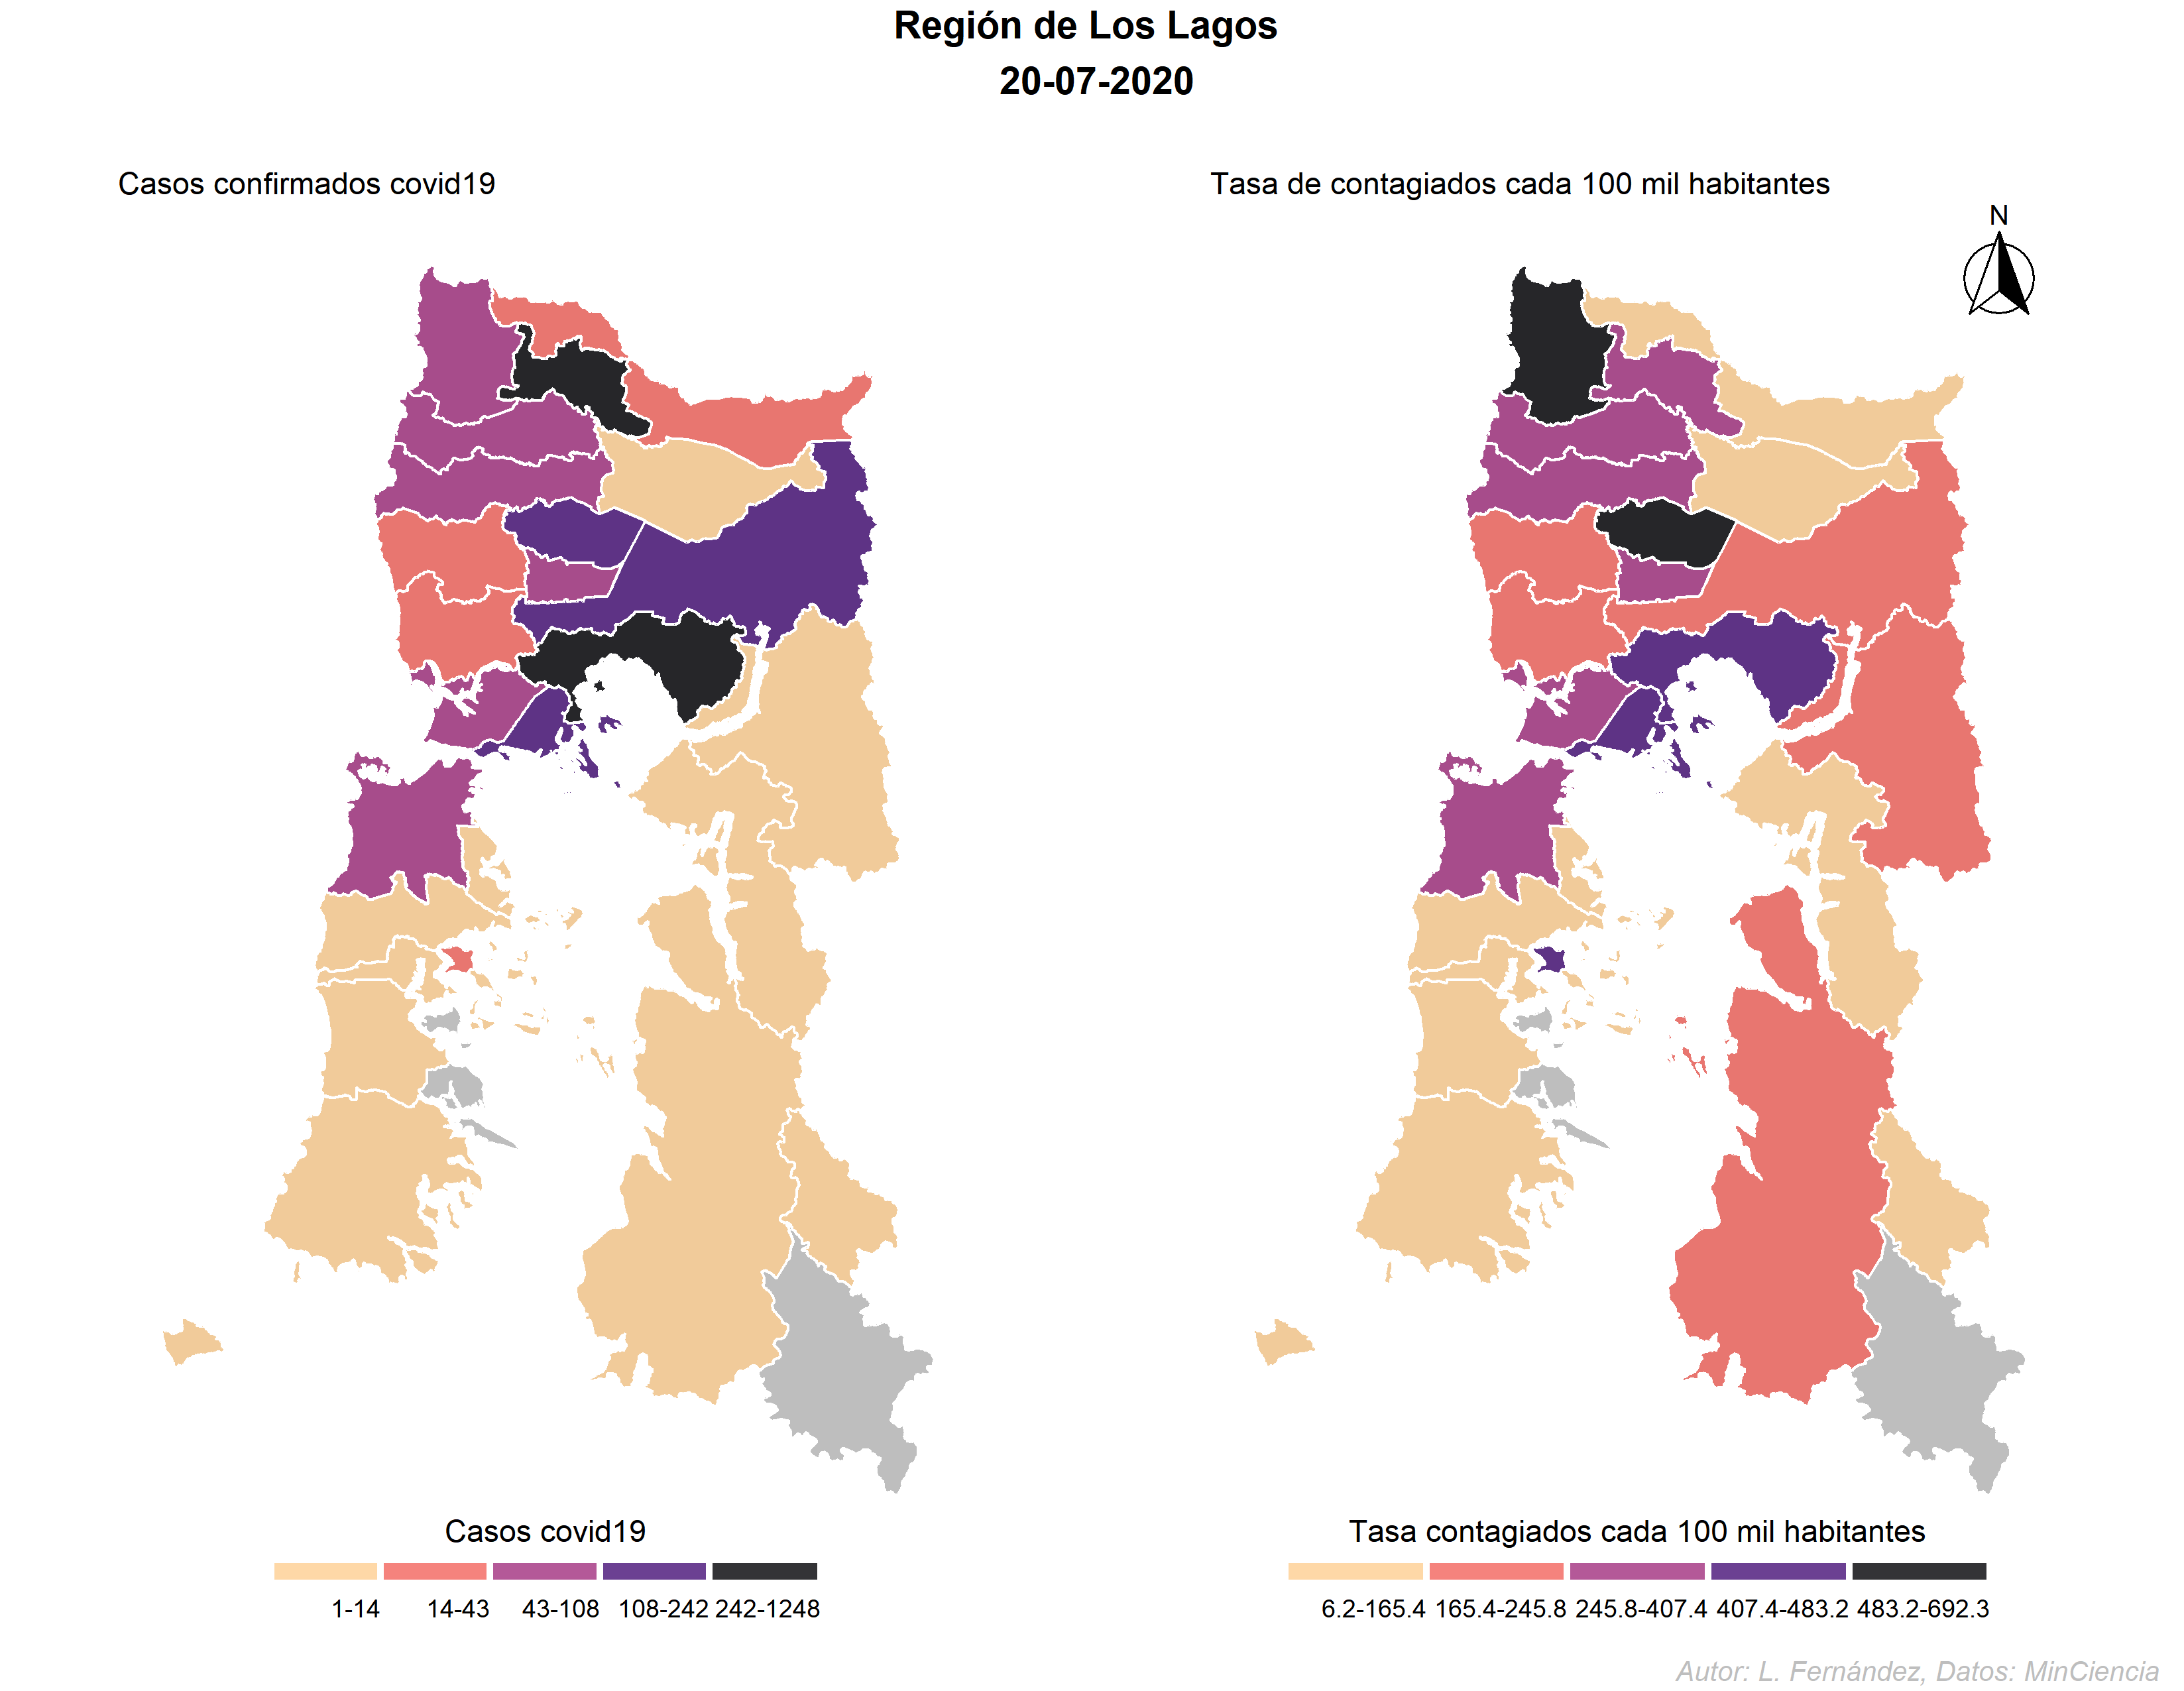 Región de Los Lagos
20-07-2020
Casos confirmados covid19
Tasa de contagiados cada 100 mil habitantes
N
Casos covid19
1-14 14-43 43-108 108-242 242-1248
Tasa contagiados cada 100 mil habitantes
6.2-165.4 165.4-245.8 245.8-407.4 407.4-483.2 483.2-692.3
Autor: L. Fernández, Datos: MinCiencia